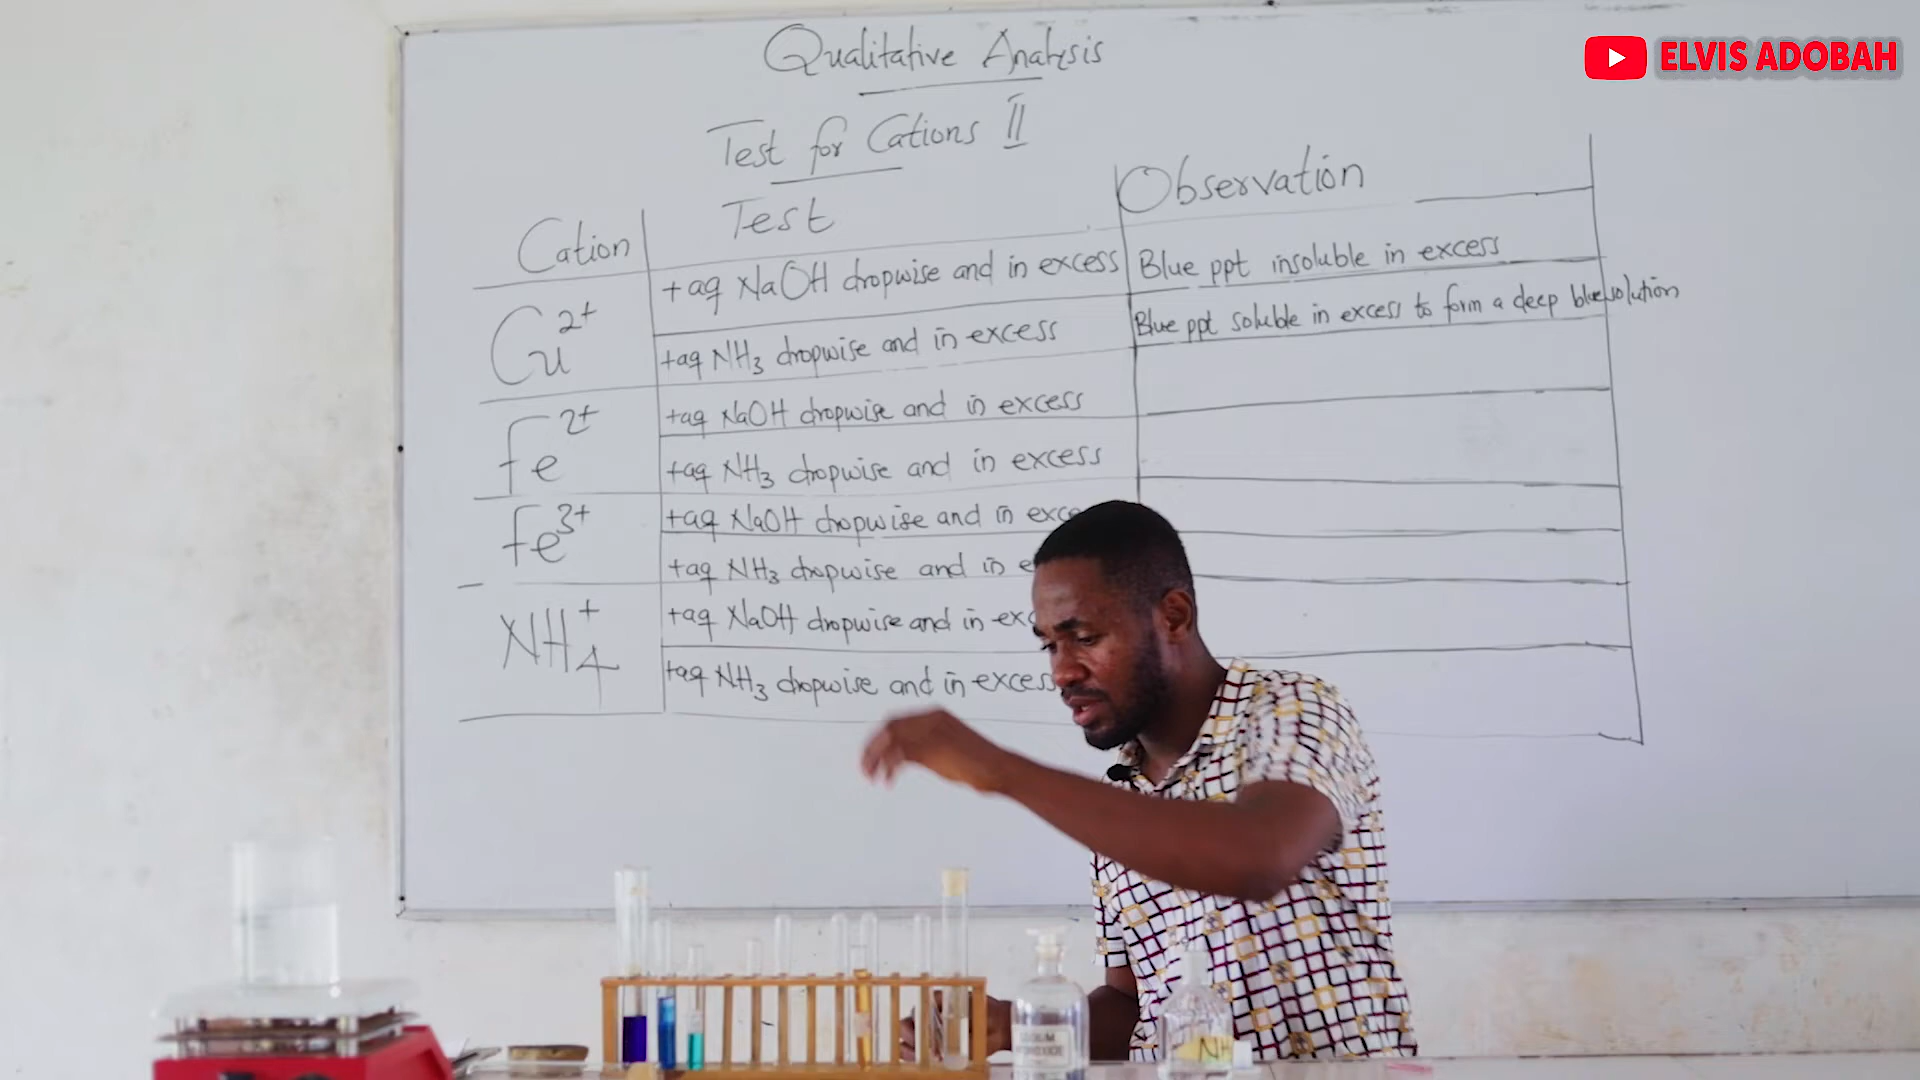 ELVIS ADOBAH
Qualitative Analysis
Test for Cations II
Cation Test Observation
Cu2+ +aq NaOH dropwise and in excess Blue ppt insoluble in excess
+aq NH3 dropwise and in excess Blue ppt soluble in excess to form a deep blue solution
Fe2+ +aq NaOH dropwise and in excess
+aq NH3 dropwise and in excess
Fe3+ +aq NaOH dropwise and in
+aq NH3 dropwise and in
NH4+ +aq NaOH dropwise and in
+aq NH3 dropwise and in excess
NH